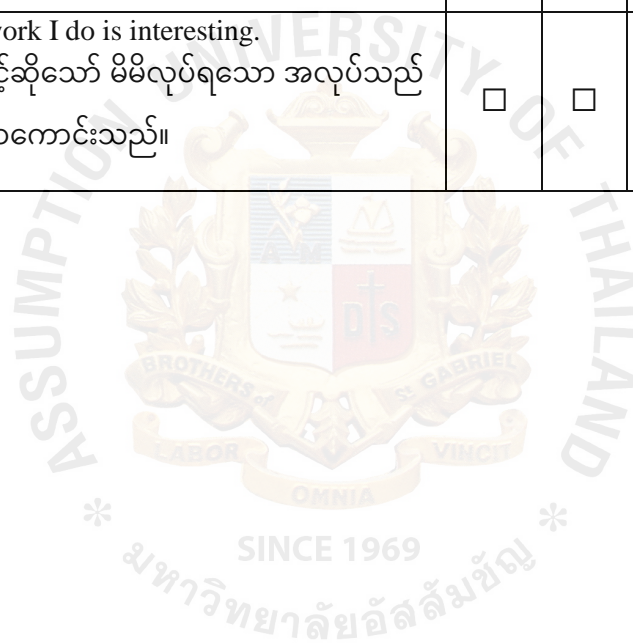 work I do is interesting.
င့်ဆိုသော် မိမိလုပ်ရသော အလုပ်သည်
ာကောင်းသည်။
☐ ☐
ASSUMPTION UNIVERSITY OF THAILAND
A M
D S
BROTHERS of St GABRIEL
LABOR OMNIA VINCIT
SINCE 1969
* มหาวิทยาลัยอัสสัมชัญ *